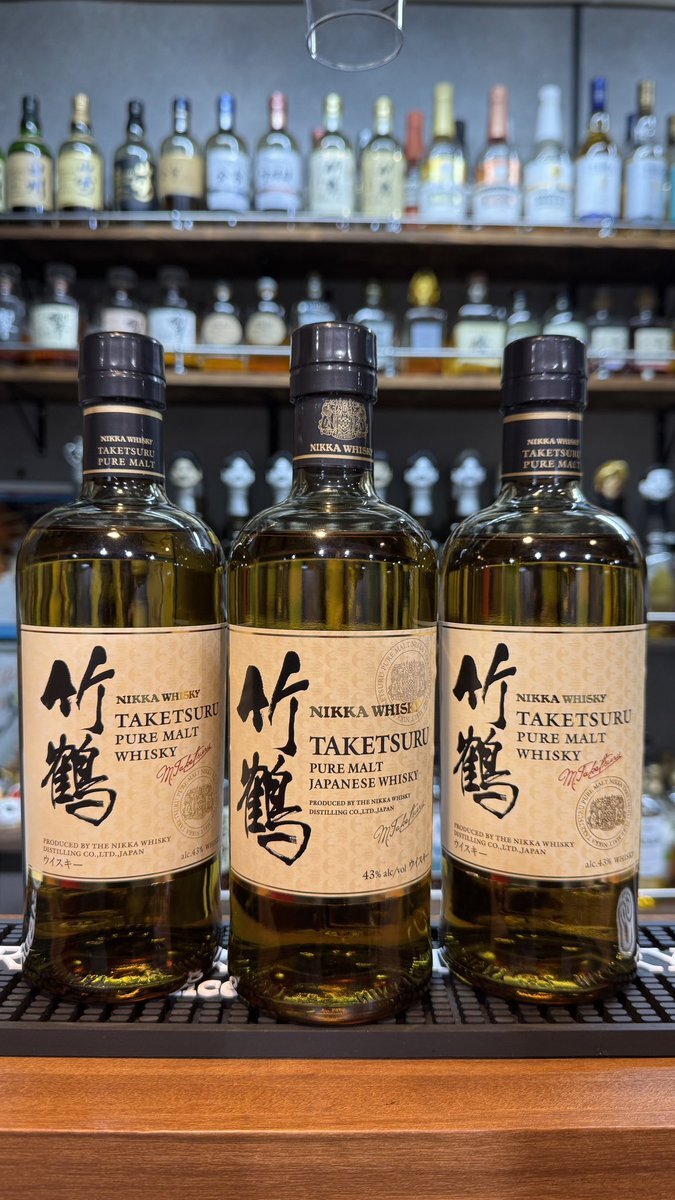 NIKKA WHISKY
TAKETSURU
PURE MALT
竹鶴
NIKKA WHISKY
TAKETSURU
PURE MALT
WHISKY
M Taketsuru
PRODUCED BY THE NIKKA WHISKY
DISTILLING CO.,LTD.,JAPAN
ウイスキー
alc.43%
NIKKA WHISKY
竹鶴
NIKKA WHISKY
TAKETSURU
PURE MALT
JAPANESE WHISKY
PRODUCED BY THE NIKKA WHISKY
DISTILLING CO.,LTD.,JAPAN
M Taketsuru
43% alc/vol ウイスキー
NIKKA WHISKY
TAKETSURU
PURE MALT
竹鶴
NIKKA WHISKY
TAKETSURU
PURE MALT
WHISKY
M Taketsuru
PRODUCED BY THE NIKKA WHISKY
DISTILLING CO.,LTD.,JAPAN
ウイスキー
alc.43% WHISKY